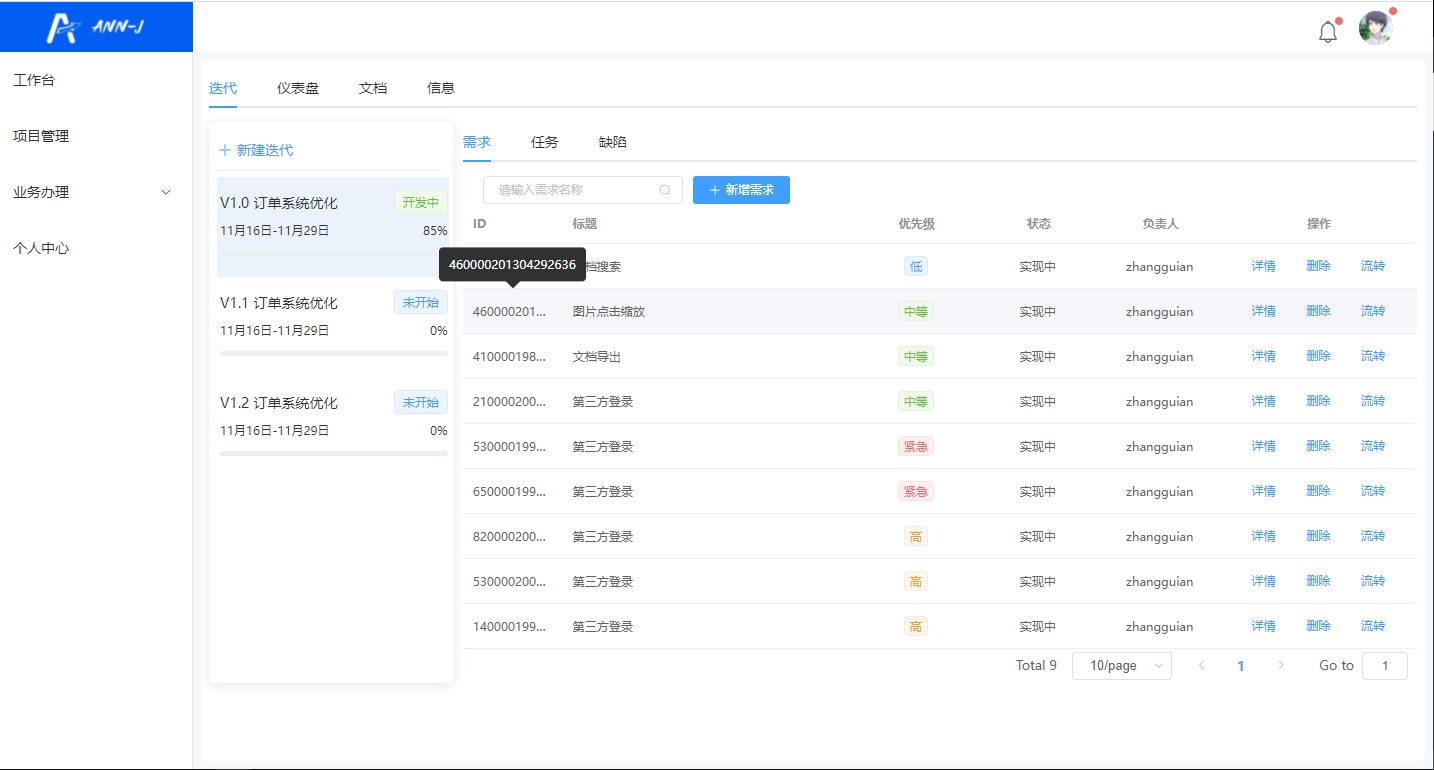 ANN-J
工作台
项目管理
业务办理
个人中心
迭代 仪表盘 文档 信息
新建迭代
V1.0 订单系统优化 开发中
11月16日-11月29日 85%
V1.1 订单系统优化 未开始
11月16日-11月29日 0%
V1.2 订单系统优化 未开始
11月16日-11月29日 0%
需求 任务 缺陷
请输入需求名称 新增需求
ID 标题 优先级 状态 负责人 操作
460000201304292636
档搜索 低 实现中 zhangguian 详情 删除 流转
460000201... 图片点击缩放 中等 实现中 zhangguian 详情 删除 流转
410000198... 文档导出 中等 实现中 zhangguian 详情 删除 流转
210000200... 第三方登录 中等 实现中 zhangguian 详情 删除 流转
530000199... 第三方登录 紧急 实现中 zhangguian 详情 删除 流转
650000199... 第三方登录 紧急 实现中 zhangguian 详情 删除 流转
820000200... 第三方登录 高 实现中 zhangguian 详情 删除 流转
530000200... 第三方登录 高 实现中 zhangguian 详情 删除 流转
140000199... 第三方登录 高 实现中 zhangguian 详情 删除 流转
Total 9 10/page 1 Go to 1